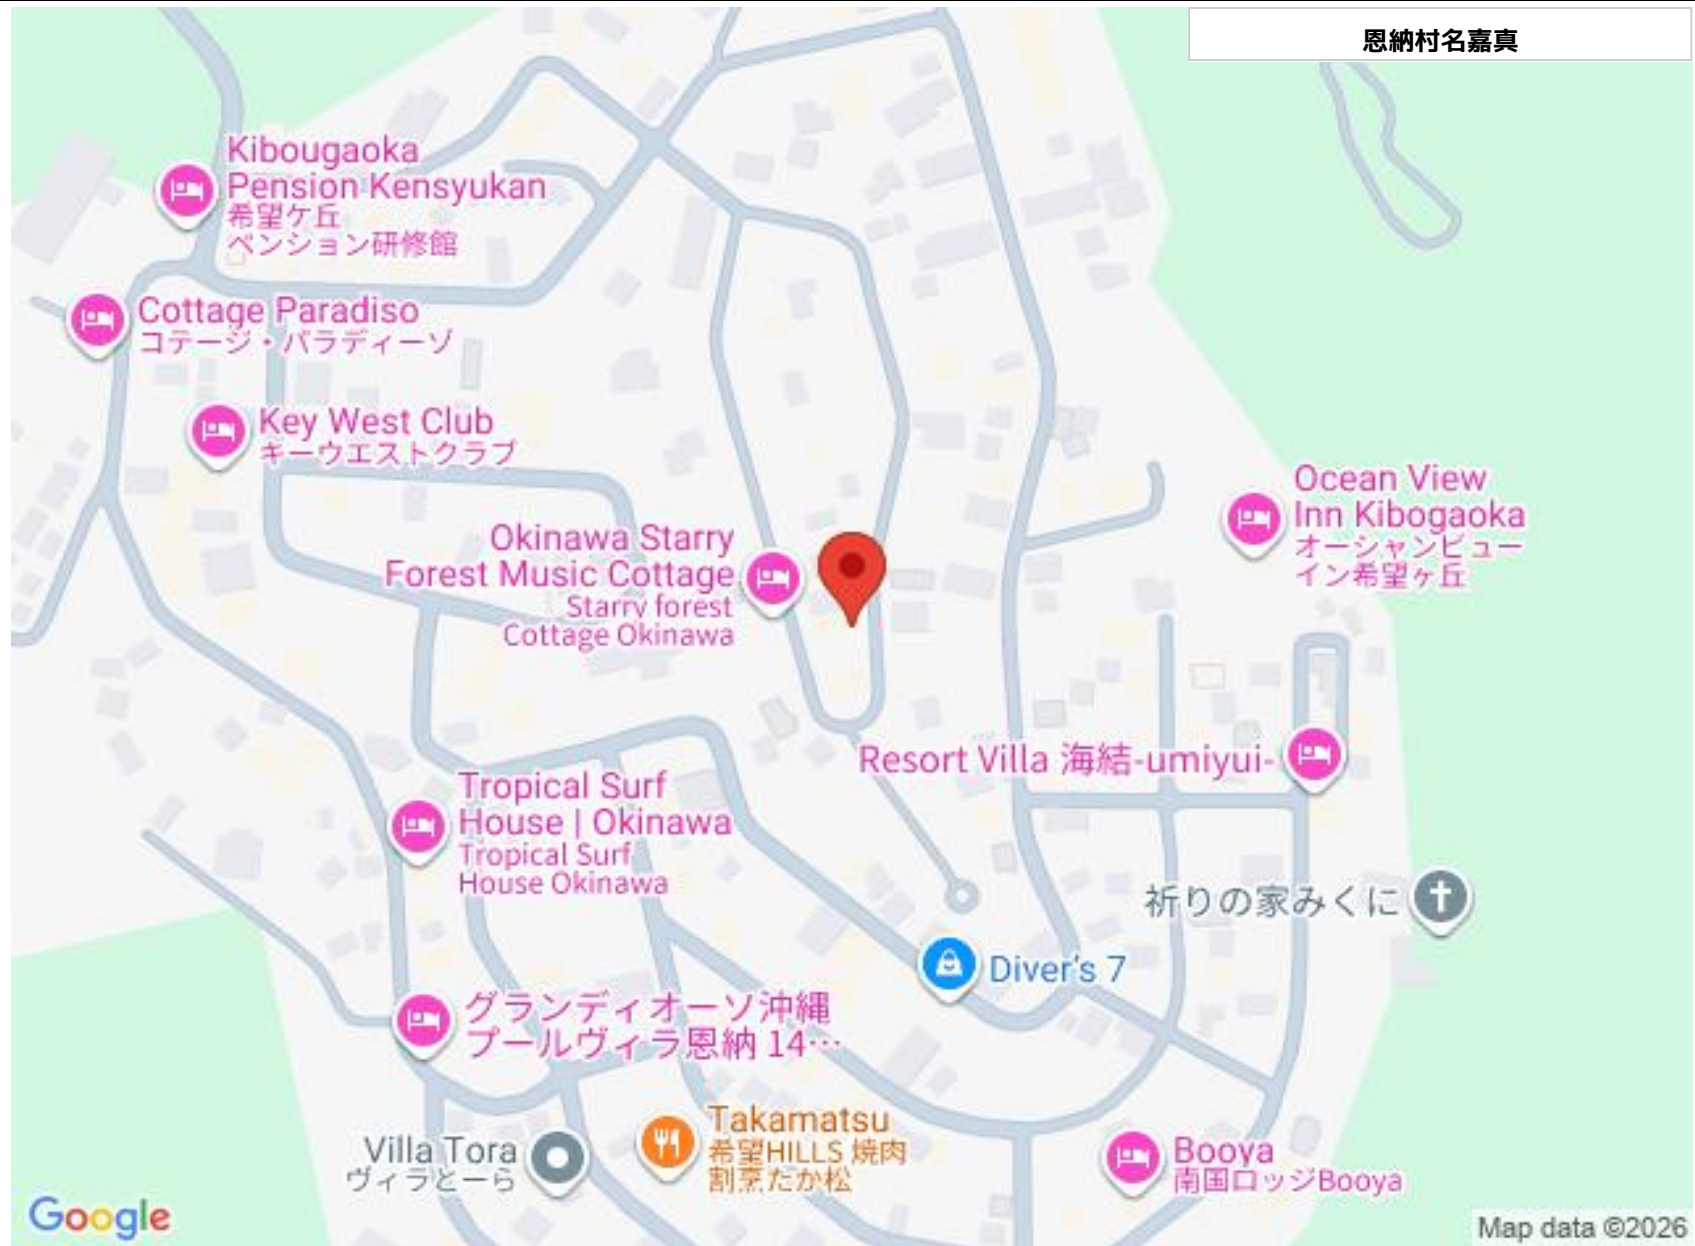 恩納村名嘉真
Kibougaoka
Pension Kensyukan
希望ケ丘
ペンション研修館
Cottage Paradiso
コテージ・パラディーゾ
Key West Club
キーウエストクラブ
Ocean View
Inn Kibogaoka
オーシャンビュー
イン希望ヶ丘
Okinawa Starry
Forest Music Cottage
Starry forest
Cottage Okinawa
Resort Villa 海結-umiyui-
Tropical Surf
House | Okinawa
Tropical Surf
House Okinawa
祈りの家みくに
Diver's 7
グランディオーソ沖縄
プールヴィラ恩納 14…
Takamatsu
希望HILLS 焼肉
割烹たか松
Villa Tora
ヴィラとーら
Booya
南国ロッジBooya
Google
Map data ©2026